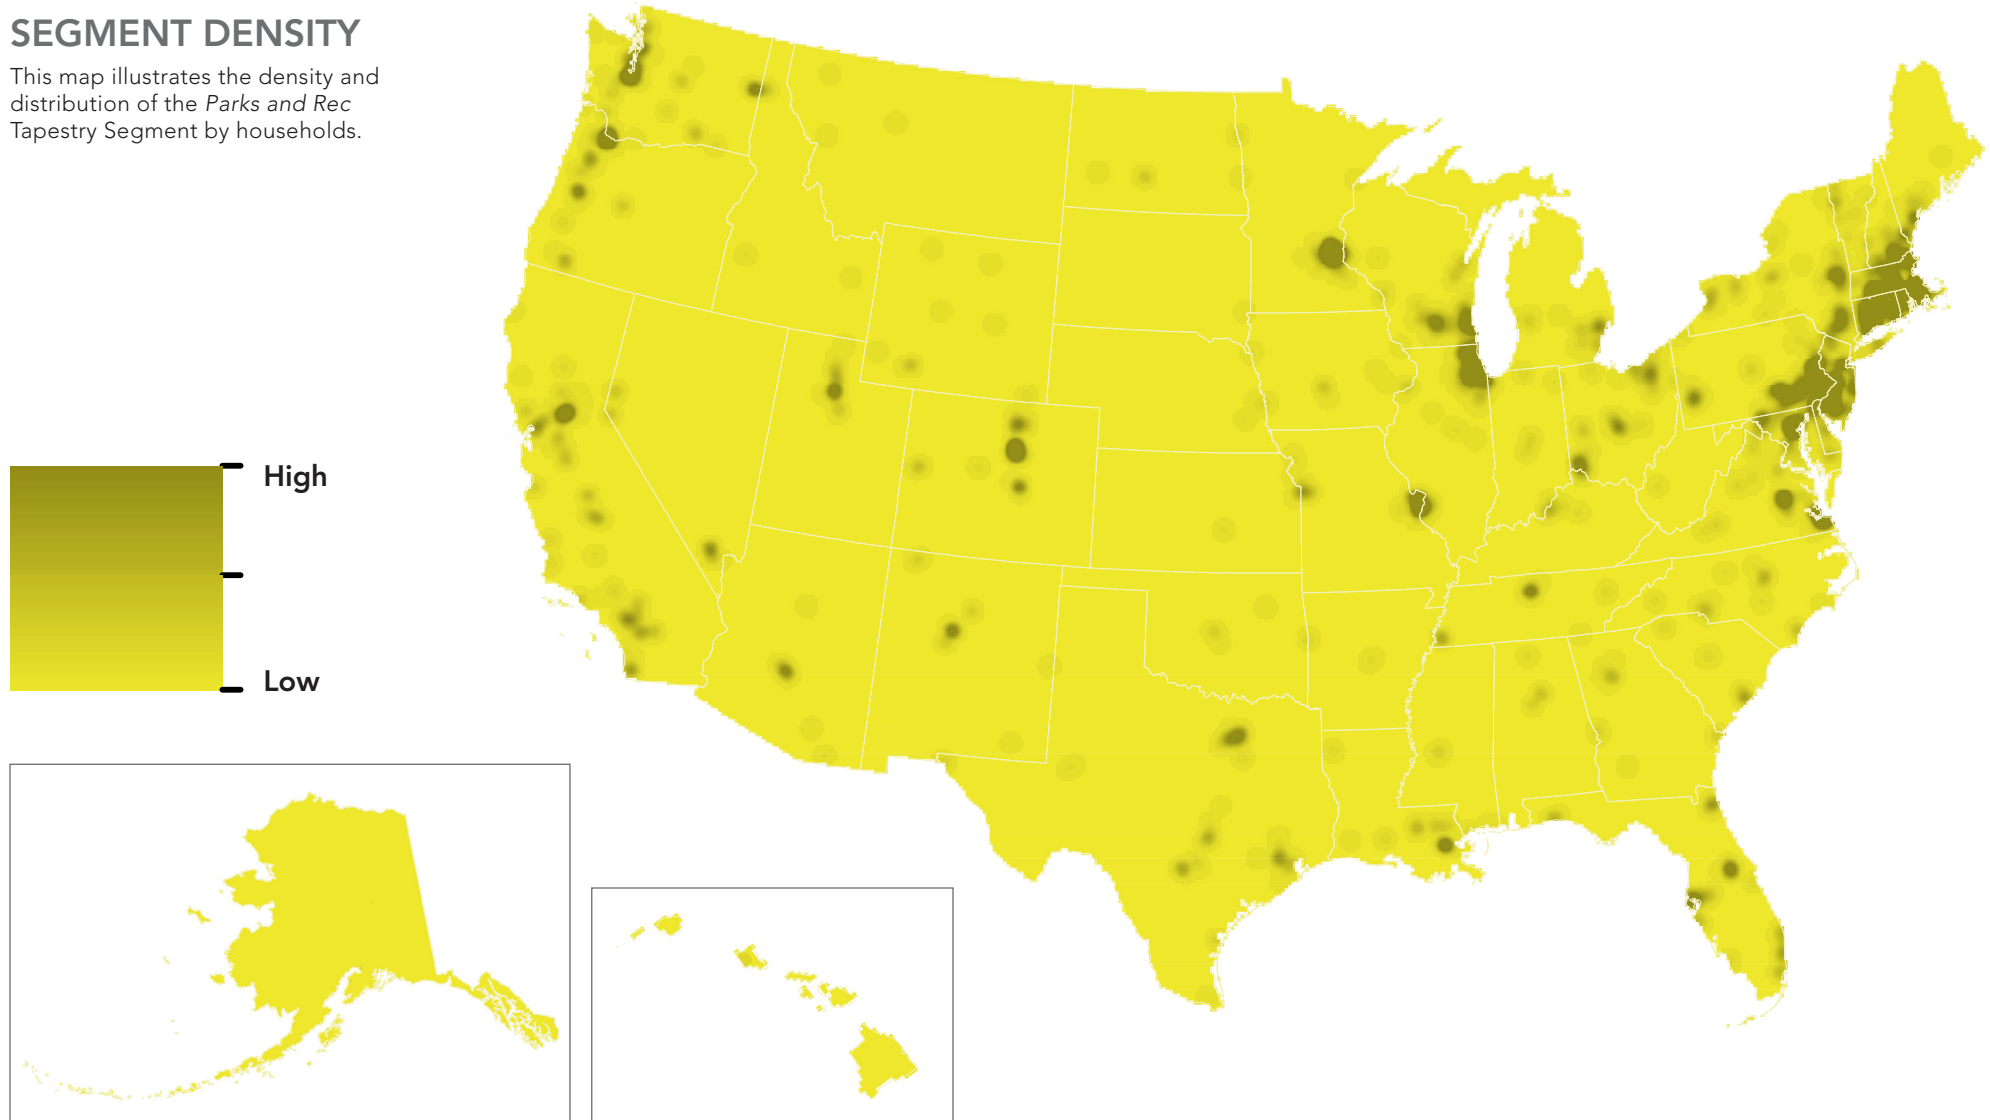 SEGMENT DENSITY
This map illustrates the density and
distribution of the Parks and Rec
Tapestry Segment by households.
High
Low